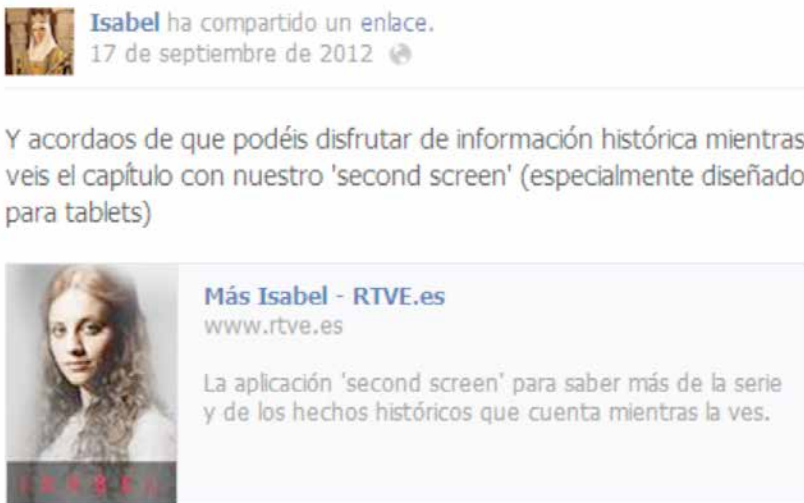 Isabel ha compartido un enlace.
17 de septiembre de 2012
Y acordaos de que podéis disfrutar de información histórica mientras
veis el capítulo con nuestro 'second screen' (especialmente diseñado
para tablets)
Más Isabel - RTVE.es
www.rtve.es
La aplicación 'second screen' para saber más de la serie
y de los hechos históricos que cuenta mientras la ves.
ISABEL